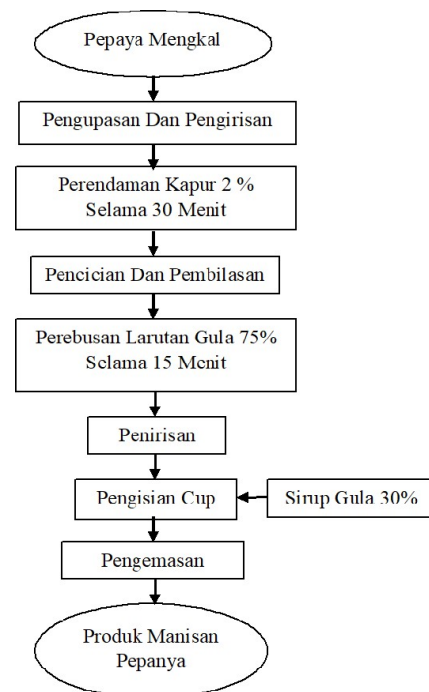 Pepaya Mengkal
Pengupasan Dan Pengirisan
Perendaman Kapur 2 %
Selama 30 Menit
Pencician Dan Pembilasan
Perebusan Larutan Gula 75%
Selama 15 Menit
Penirisan
Pengisian Cup
Sirup Gula 30%
Pengemasan
Produk Manisan
Pepanya